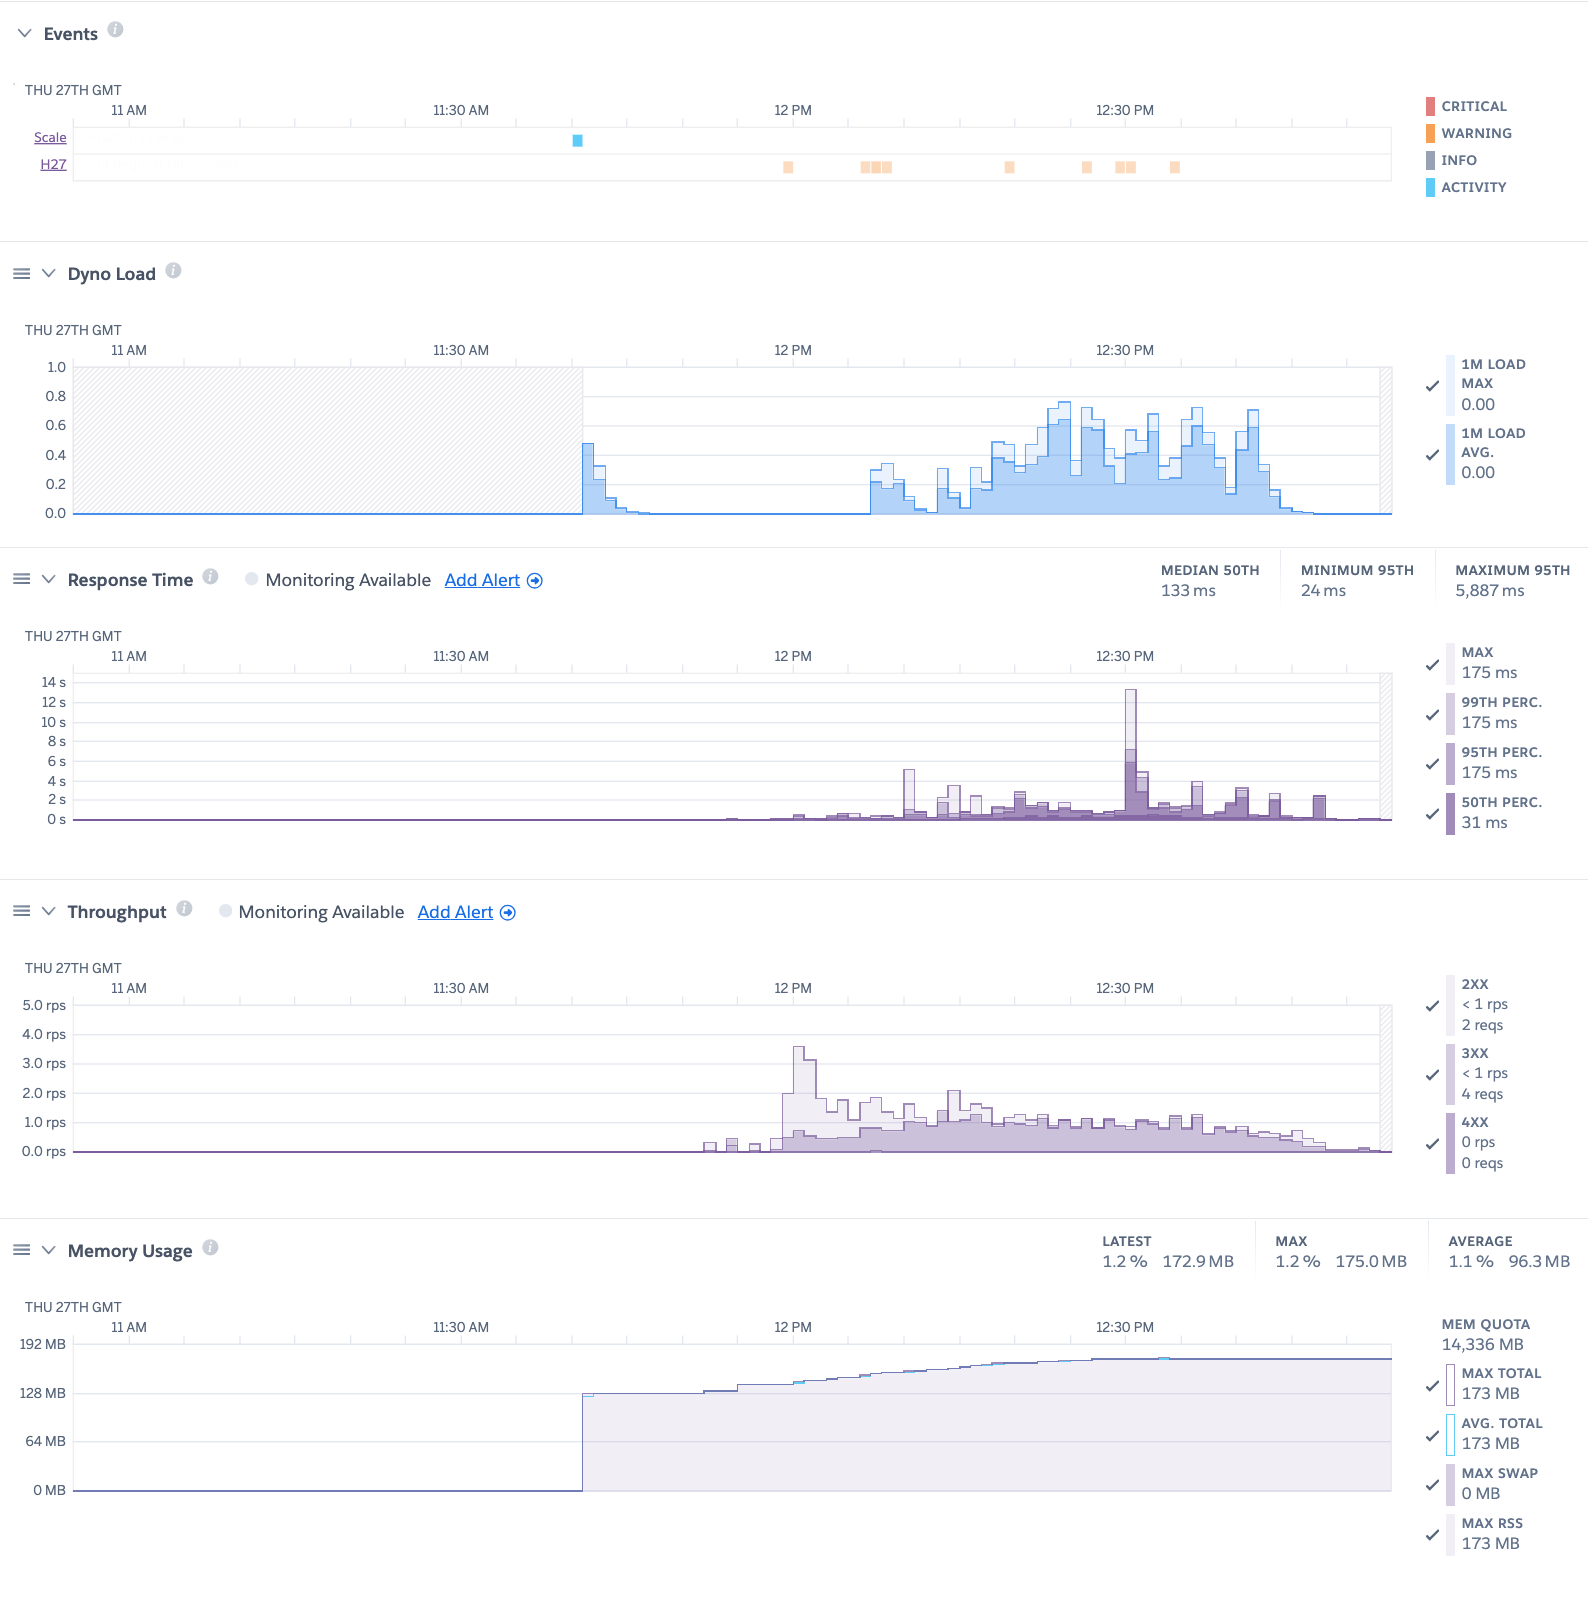 Events
THU 27TH GMT
11 AM 11:30 AM 12 PM 12:30 PM
Scale
H27
CRITICAL
WARNING
INFO
ACTIVITY
Dyno Load
THU 27TH GMT
11 AM 11:30 AM 12 PM 12:30 PM
1.0
0.8
0.6
0.4
0.2
0.0
1M LOAD
MAX
0.00
1M LOAD
AVG.
0.00
Response Time Monitoring Available Add Alert
MEDIAN 50TH MINIMUM 95TH MAXIMUM 95TH
133 ms 24 ms 5,887 ms
THU 27TH GMT
11 AM 11:30 AM 12 PM 12:30 PM
14 s
12 s
10 s
8 s
6 s
4 s
2 s
0 s
MAX
175 ms
99TH PERC.
175 ms
95TH PERC.
175 ms
50TH PERC.
31 ms
Throughput Monitoring Available Add Alert
THU 27TH GMT
11 AM 11:30 AM 12 PM 12:30 PM
5.0 rps
4.0 rps
3.0 rps
2.0 rps
1.0 rps
0.0 rps
2XX
< 1 rps
2 reqs
3XX
< 1 rps
4 reqs
4XX
0 rps
0 reqs
Memory Usage
LATEST MAX AVERAGE
1.2 % 172.9 MB 1.2 % 175.0 MB 1.1 % 96.3 MB
THU 27TH GMT
11 AM 11:30 AM 12 PM 12:30 PM
192 MB
128 MB
64 MB
0 MB
MEM QUOTA
14,336 MB
MAX TOTAL
173 MB
AVG. TOTAL
173 MB
MAX SWAP
0 MB
MAX RSS
173 MB